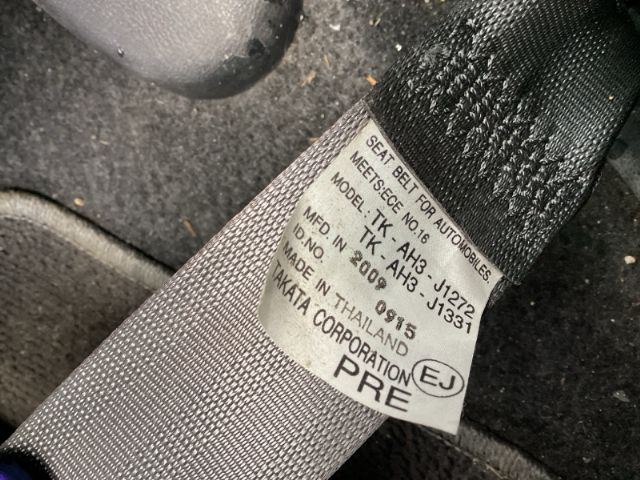 SEAT BELT FOR AUTOMOBILES.
MEETS:ECE NO.16
MODEL: TK - AH3 - J1272
TK - AH3 - J1331
MFD IN 2009
ID.NO. 0915
MADE IN THAILAND
TAKATA CORPORATION EJ
PRE